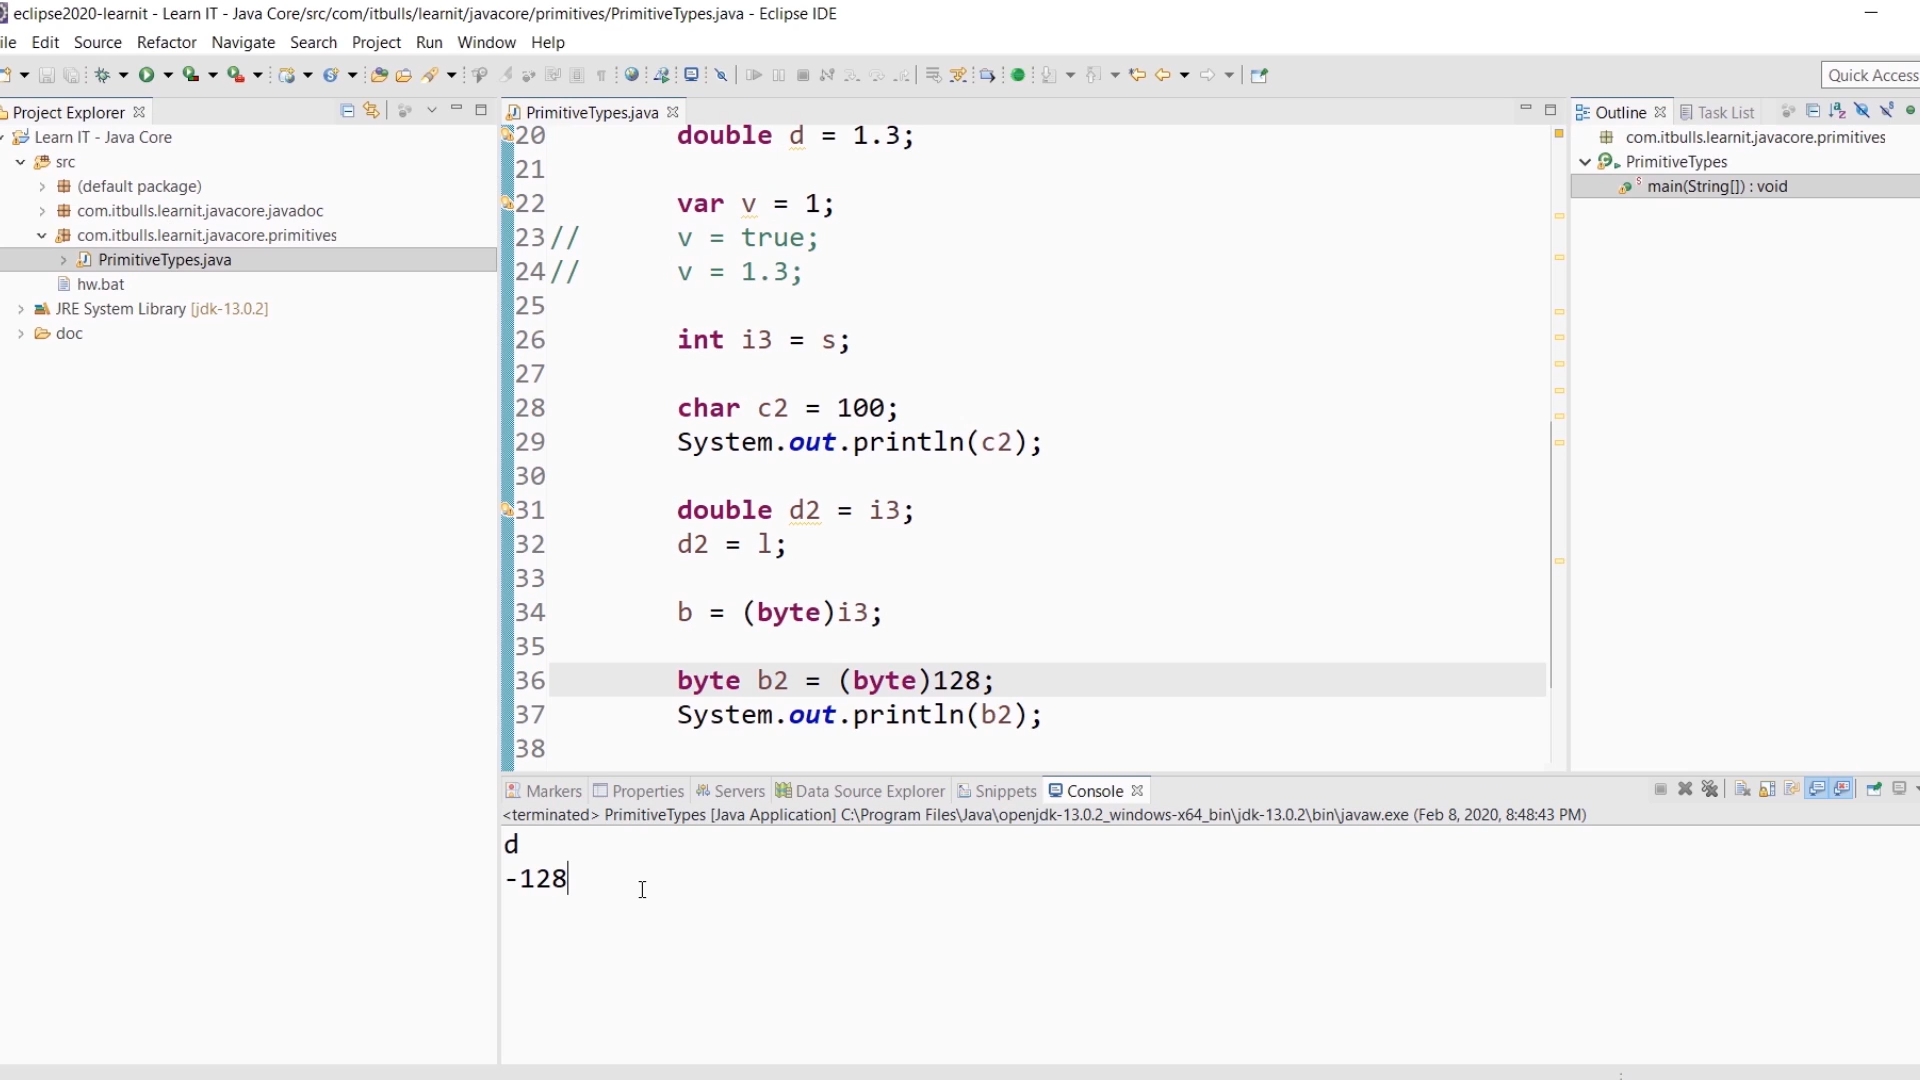 eclipse2020-learnit - Learn IT - Java Core/src/com/itbulls/learnit/javacore/primitives/PrimitiveTypes.java - Eclipse IDE
ile Edit Source Refactor Navigate Search Project Run Window Help
Quick Access
Project Explorer
Learn IT - Java Core
src
(default package)
com.itbulls.learnit.javacore.javadoc
com.itbulls.learnit.javacore.primitives
PrimitiveTypes.java
hw.bat
JRE System Library [jdk-13.0.2]
doc
PrimitiveTypes.java
20 double d = 1.3;
21
22 var v = 1;
23 // v = true;
24 // v = 1.3;
25
26 int i3 = s;
27
28 char c2 = 100;
29 System.out.println(c2);
30
31 double d2 = i3;
32 d2 = l;
33
34 b = (byte)i3;
35
36 byte b2 = (byte)128;
37 System.out.println(b2);
38
Outline Task List
com.itbulls.learnit.javacore.primitives
PrimitiveTypes
main(String[]) : void
Markers Properties Servers Data Source Explorer Snippets Console
<terminated> PrimitiveTypes [Java Application] C:\Program Files\Java\openjdk-13.0.2_windows-x64_bin\jdk-13.0.2\bin\javaw.exe (Feb 8, 2020, 8:48:43 PM)
d
-128